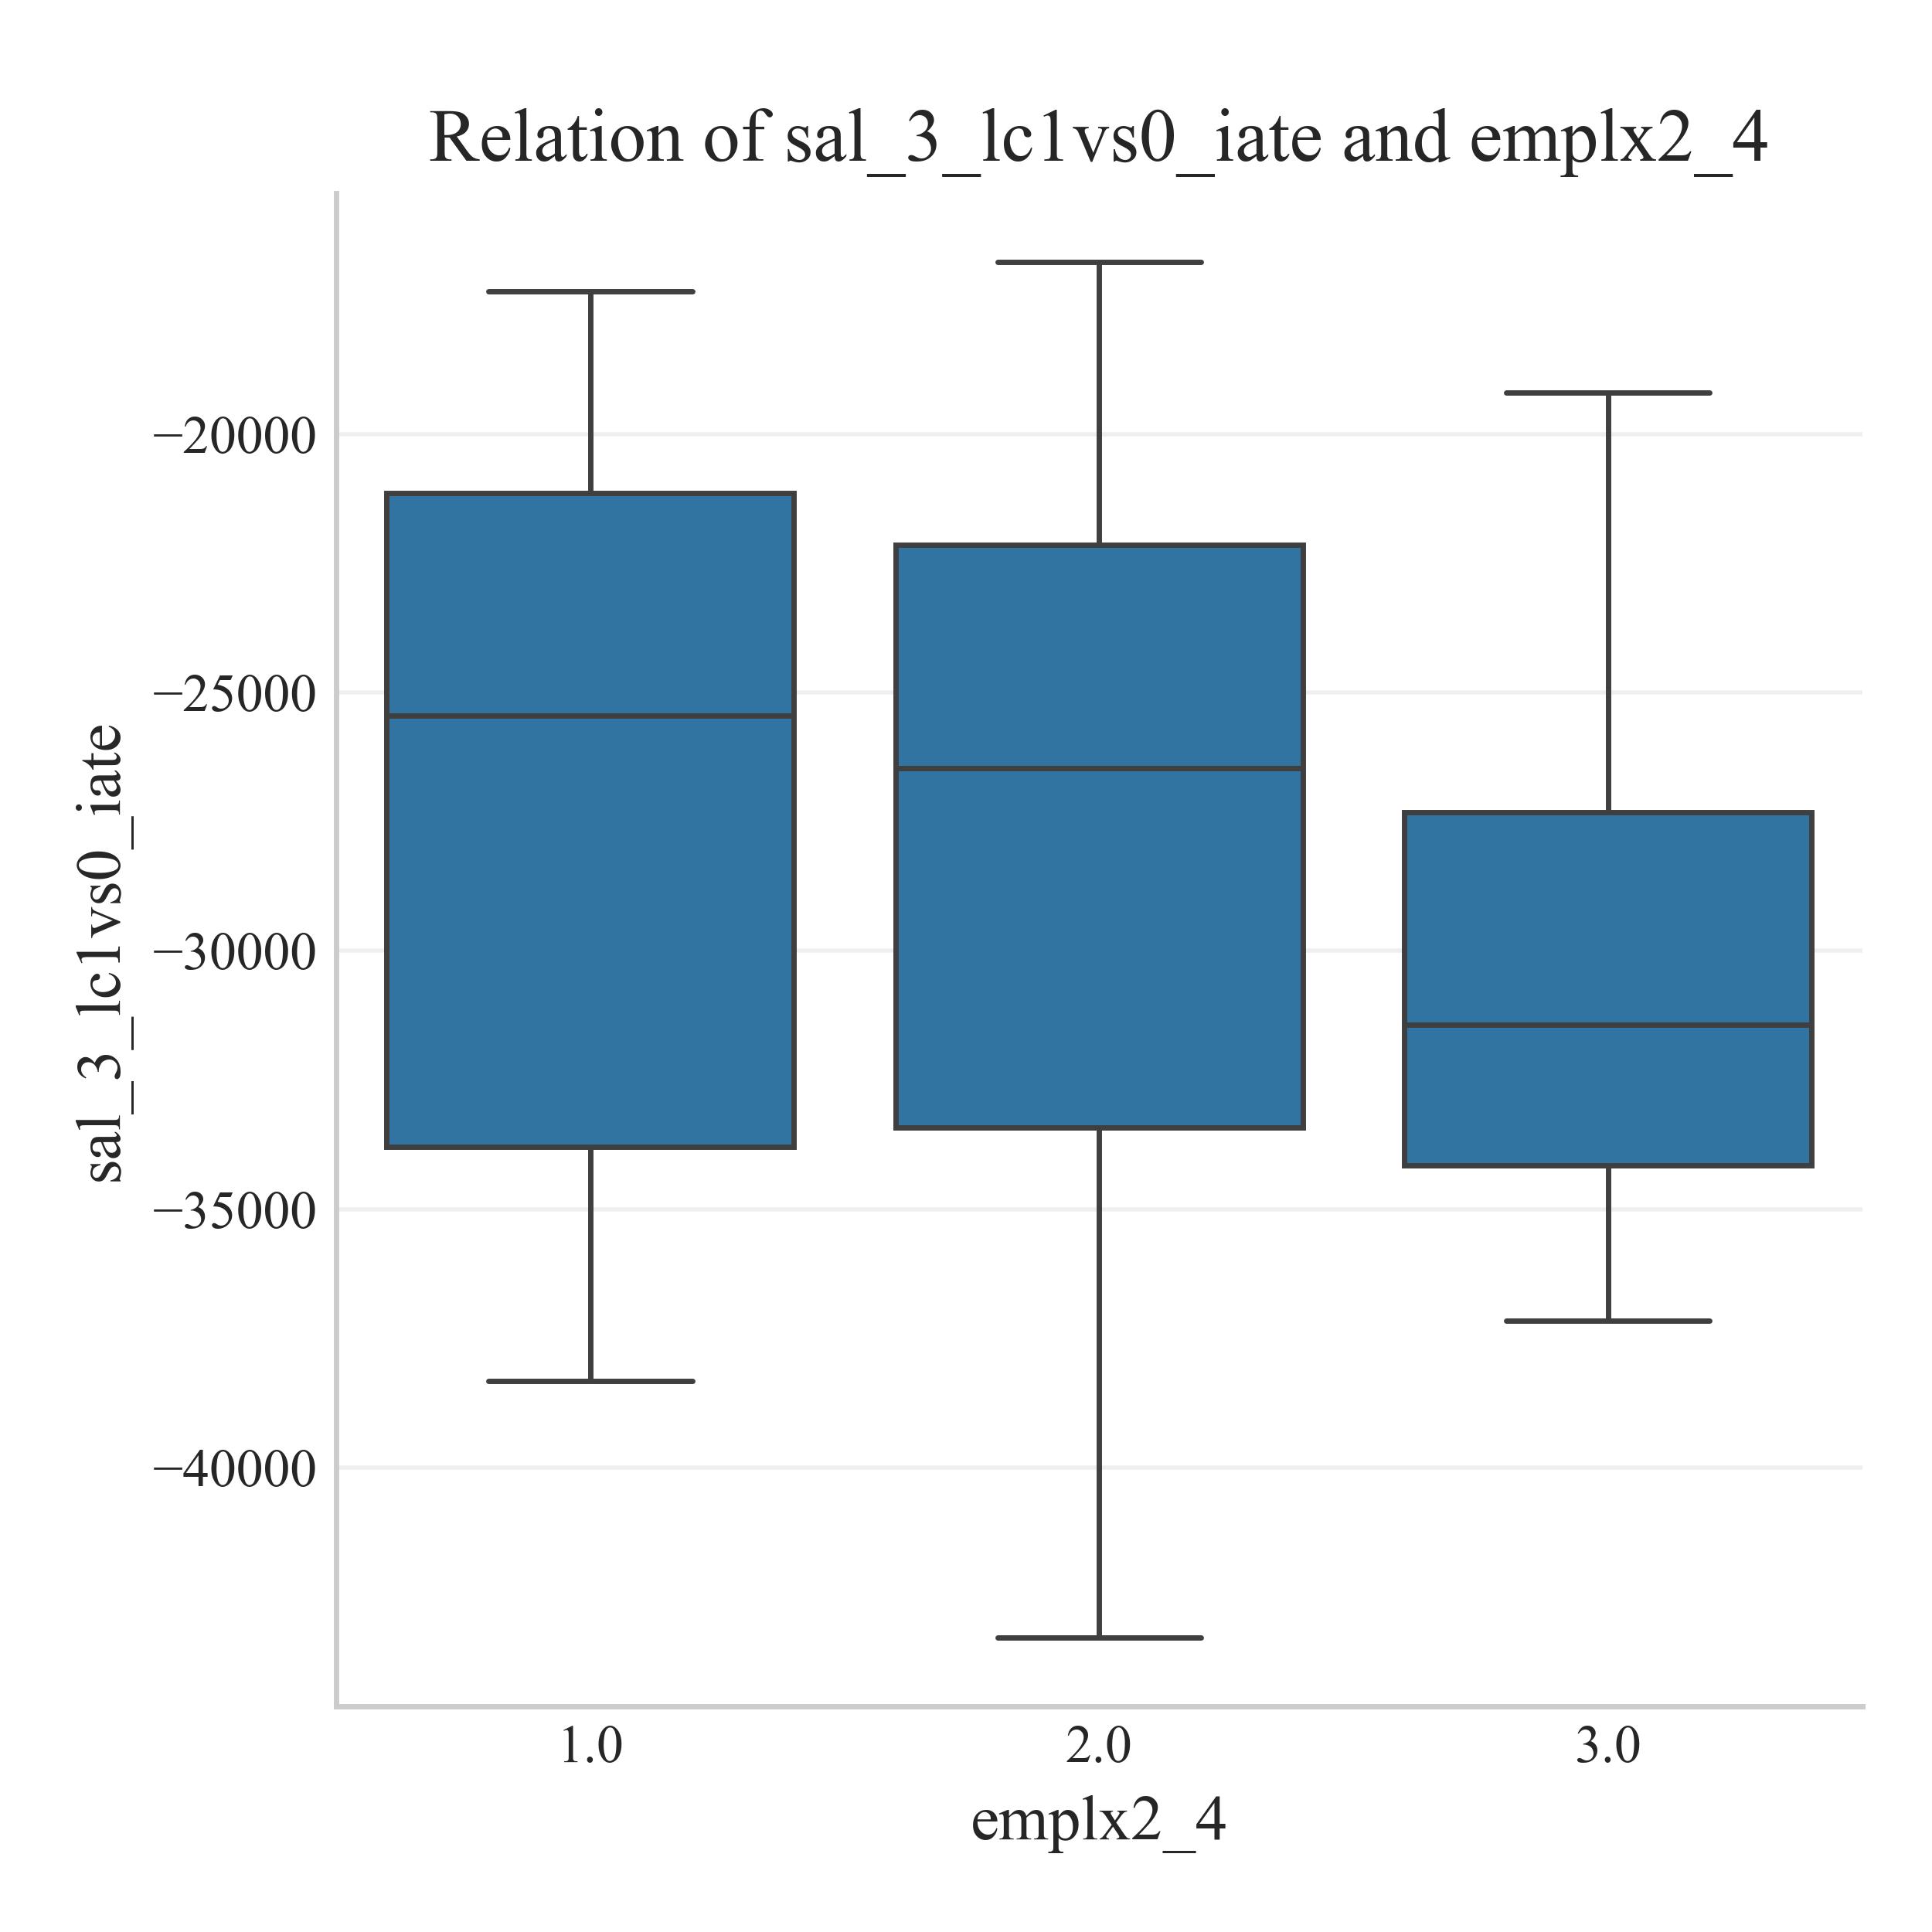 Relation of sal_3_lc1vs0_iate and emplx2_4
sal_3_lc1vs0_iate
−20000
−25000
−30000
−35000
−40000
1.0 2.0 3.0
emplx2_4